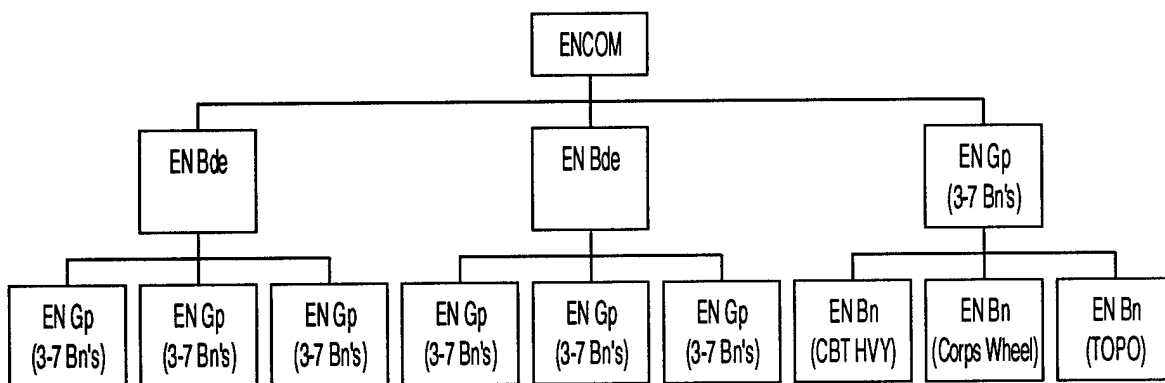 ENCOM
EN Bde
EN Bde
EN Gp
(3-7 Bn's)
EN Gp
(3-7 Bn's)
EN Gp
(3-7 Bn's)
EN Gp
(3-7 Bn's)
EN Gp
(3-7 Bn's)
EN Gp
(3-7 Bn's)
EN Gp
(3-7 Bn's)
EN Bn
(CBT HVY)
EN Bn
(Corps Wheel)
EN Bn
(TOPO)